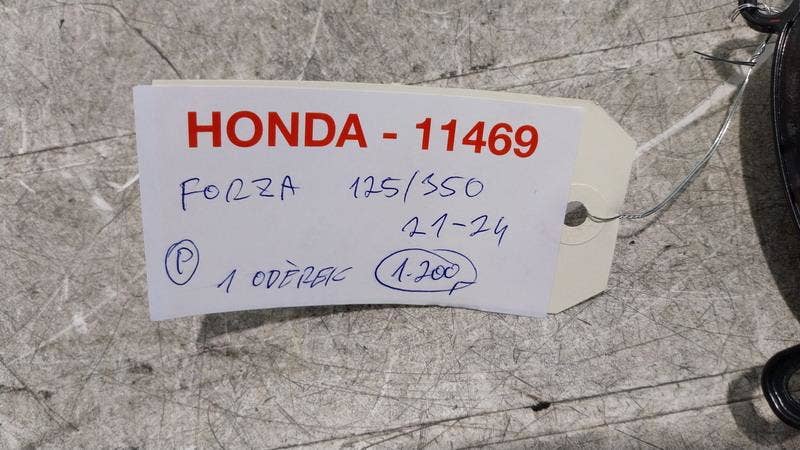 HONDA - 11469
FORZA 125/350
21-24
P 1 ODĚREK 1.200,